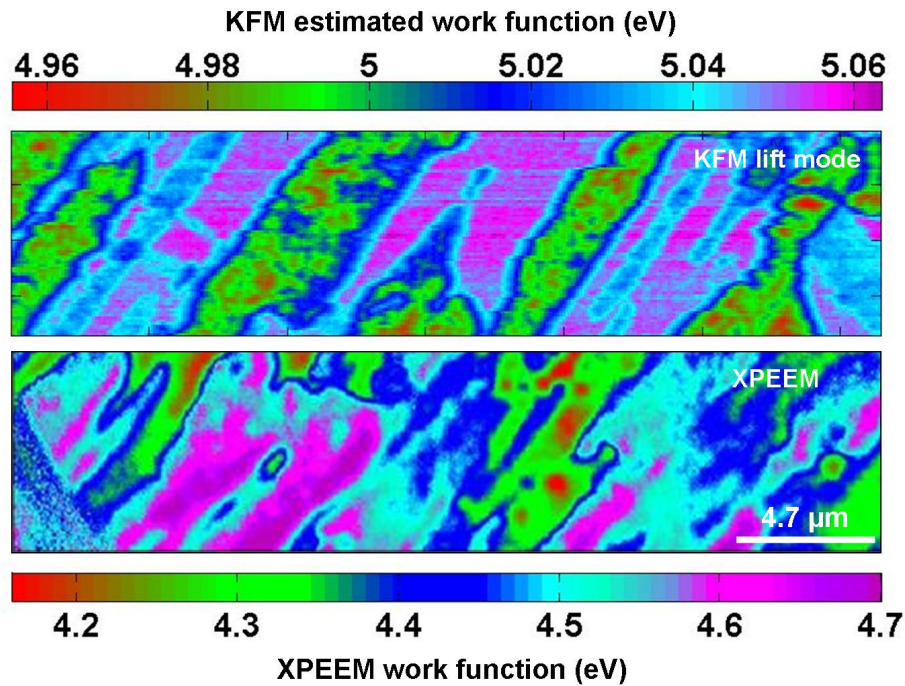 KFM estimated work function (eV)
4.96 4.98 5 5.02 5.04 5.06
KFM lift mode
XPEEM
4.7 µm
4.2 4.3 4.4 4.5 4.6 4.7
XPEEM work function (eV)